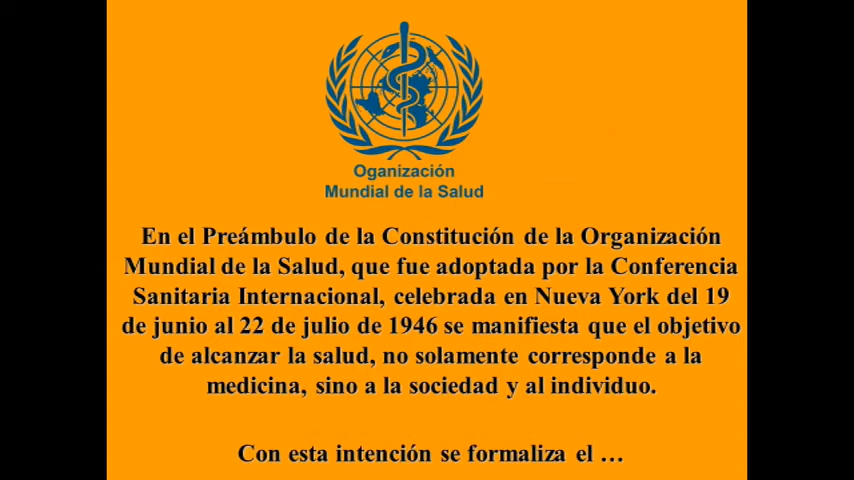 Oganización
Mundial de la Salud
En el Preámbulo de la Constitución de la Organización
Mundial de la Salud, que fue adoptada por la Conferencia
Sanitaria Internacional, celebrada en Nueva York del 19
de junio al 22 de julio de 1946 se manifiesta que el objetivo
de alcanzar la salud, no solamente corresponde a la
medicina, sino a la sociedad y al individuo.
Con esta intención se formaliza el …